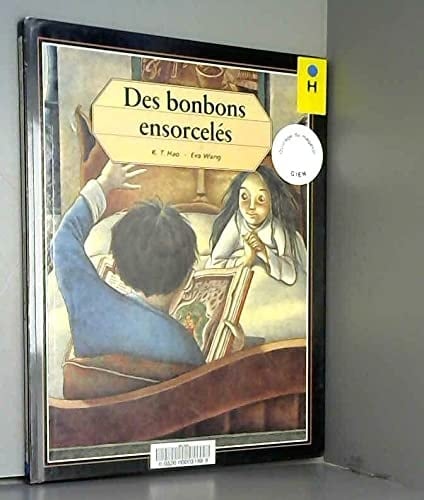 Des bonbons
ensorcelés
K. T. Hao - Eva Wang
H
GIEN